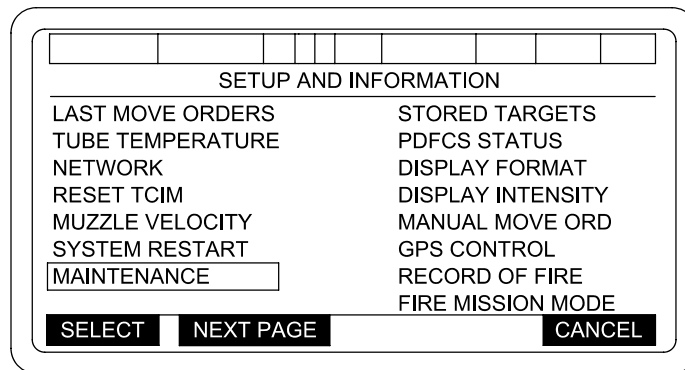 SETUP AND INFORMATION
LAST MOVE ORDERS
TUBE TEMPERATURE
NETWORK
RESET TCIM
MUZZLE VELOCITY
SYSTEM RESTART
MAINTENANCE
STORED TARGETS
PDFCS STATUS
DISPLAY FORMAT
DISPLAY INTENSITY
MANUAL MOVE ORD
GPS CONTROL
RECORD OF FIRE
FIRE MISSION MODE
SELECT NEXT PAGE CANCEL